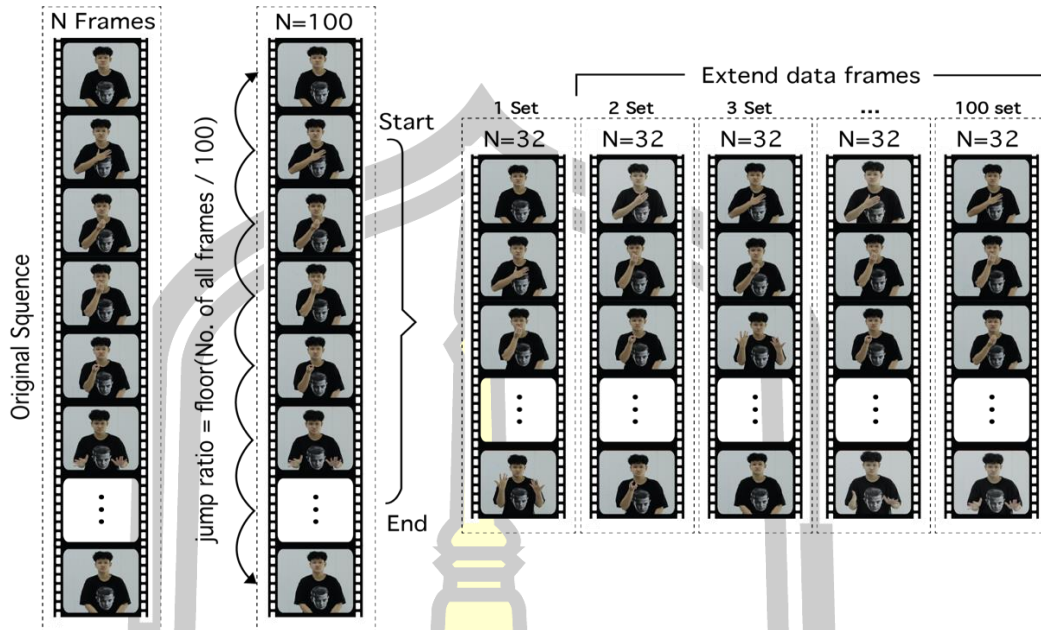 N Frames
N=100
Original Squence
jump ratio = floor(No. of all frames / 100)
Start
End
Extend data frames
1 Set
2 Set
3 Set
...
100 set
N=32
N=32
N=32
N=32
N=32